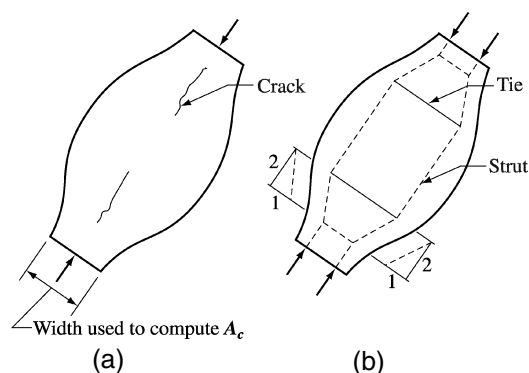 Crack
Width used to compute A_c
(a)
Tie
Strut
2
1
1
2
(b)